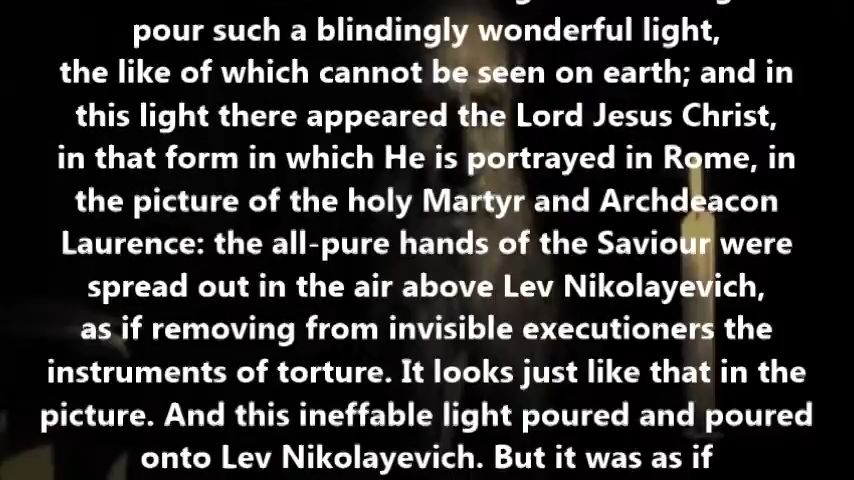 pour such a blindingly wonderful light,
the like of which cannot be seen on earth; and in
this light there appeared the Lord Jesus Christ,
in that form in which He is portrayed in Rome, in
the picture of the holy Martyr and Archdeacon
Laurence: the all-pure hands of the Saviour were
spread out in the air above Lev Nikolayevich,
as if removing from invisible executioners the
instruments of torture. It looks just like that in the
picture. And this ineffable light poured and poured
onto Lev Nikolayevich. But it was as if